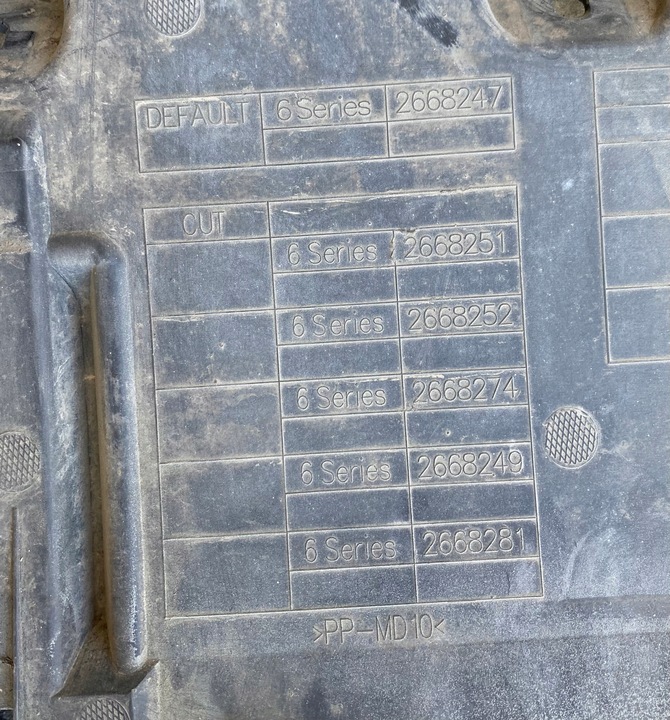 DEFAULT 6 Series 2668247
CUT
6 Series 2668251
6 Series 2668252
6 Series 2668274
6 Series 2668249
6 Series 2668281
>PP-MD10<